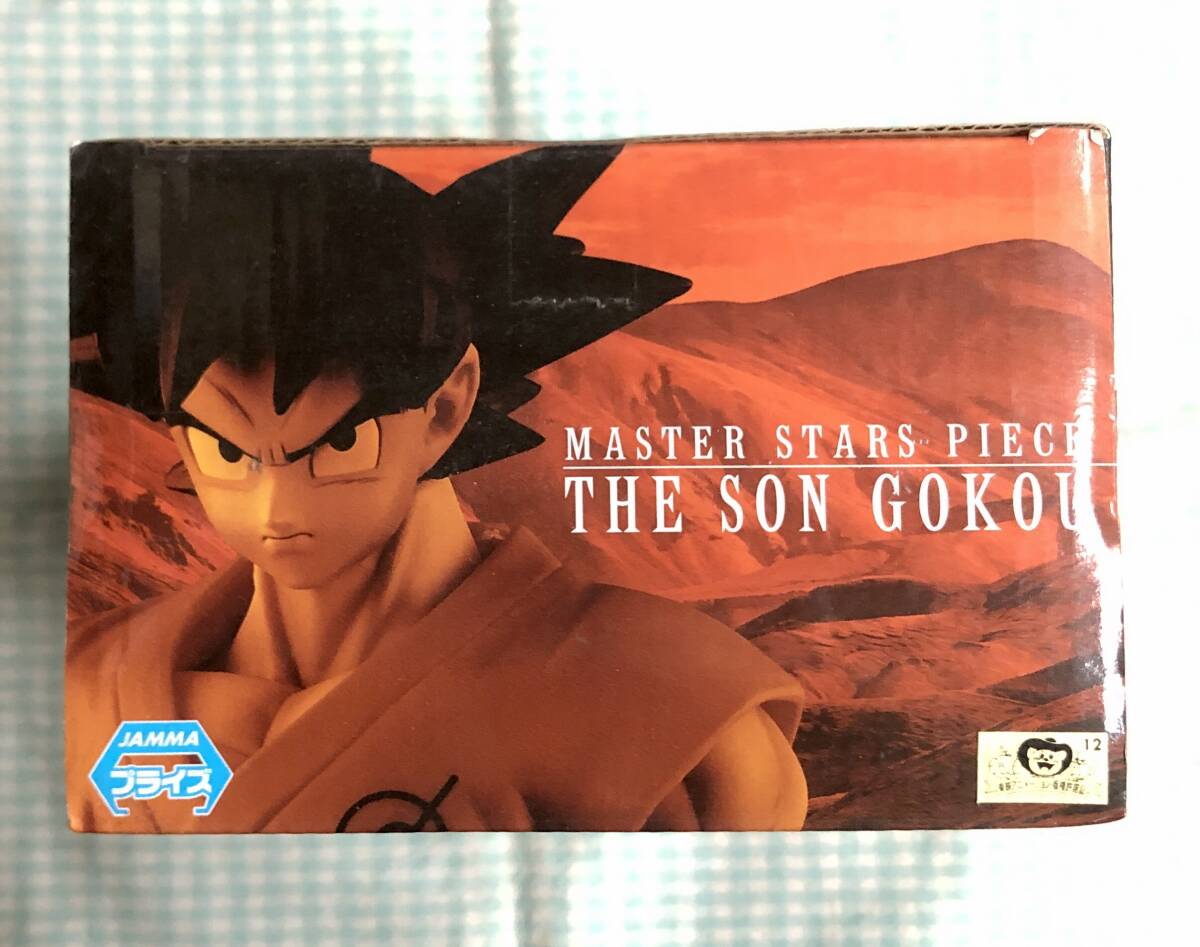 MASTER STARS PIECE
THE SON GOKOU
JAMMA
プライズ
12